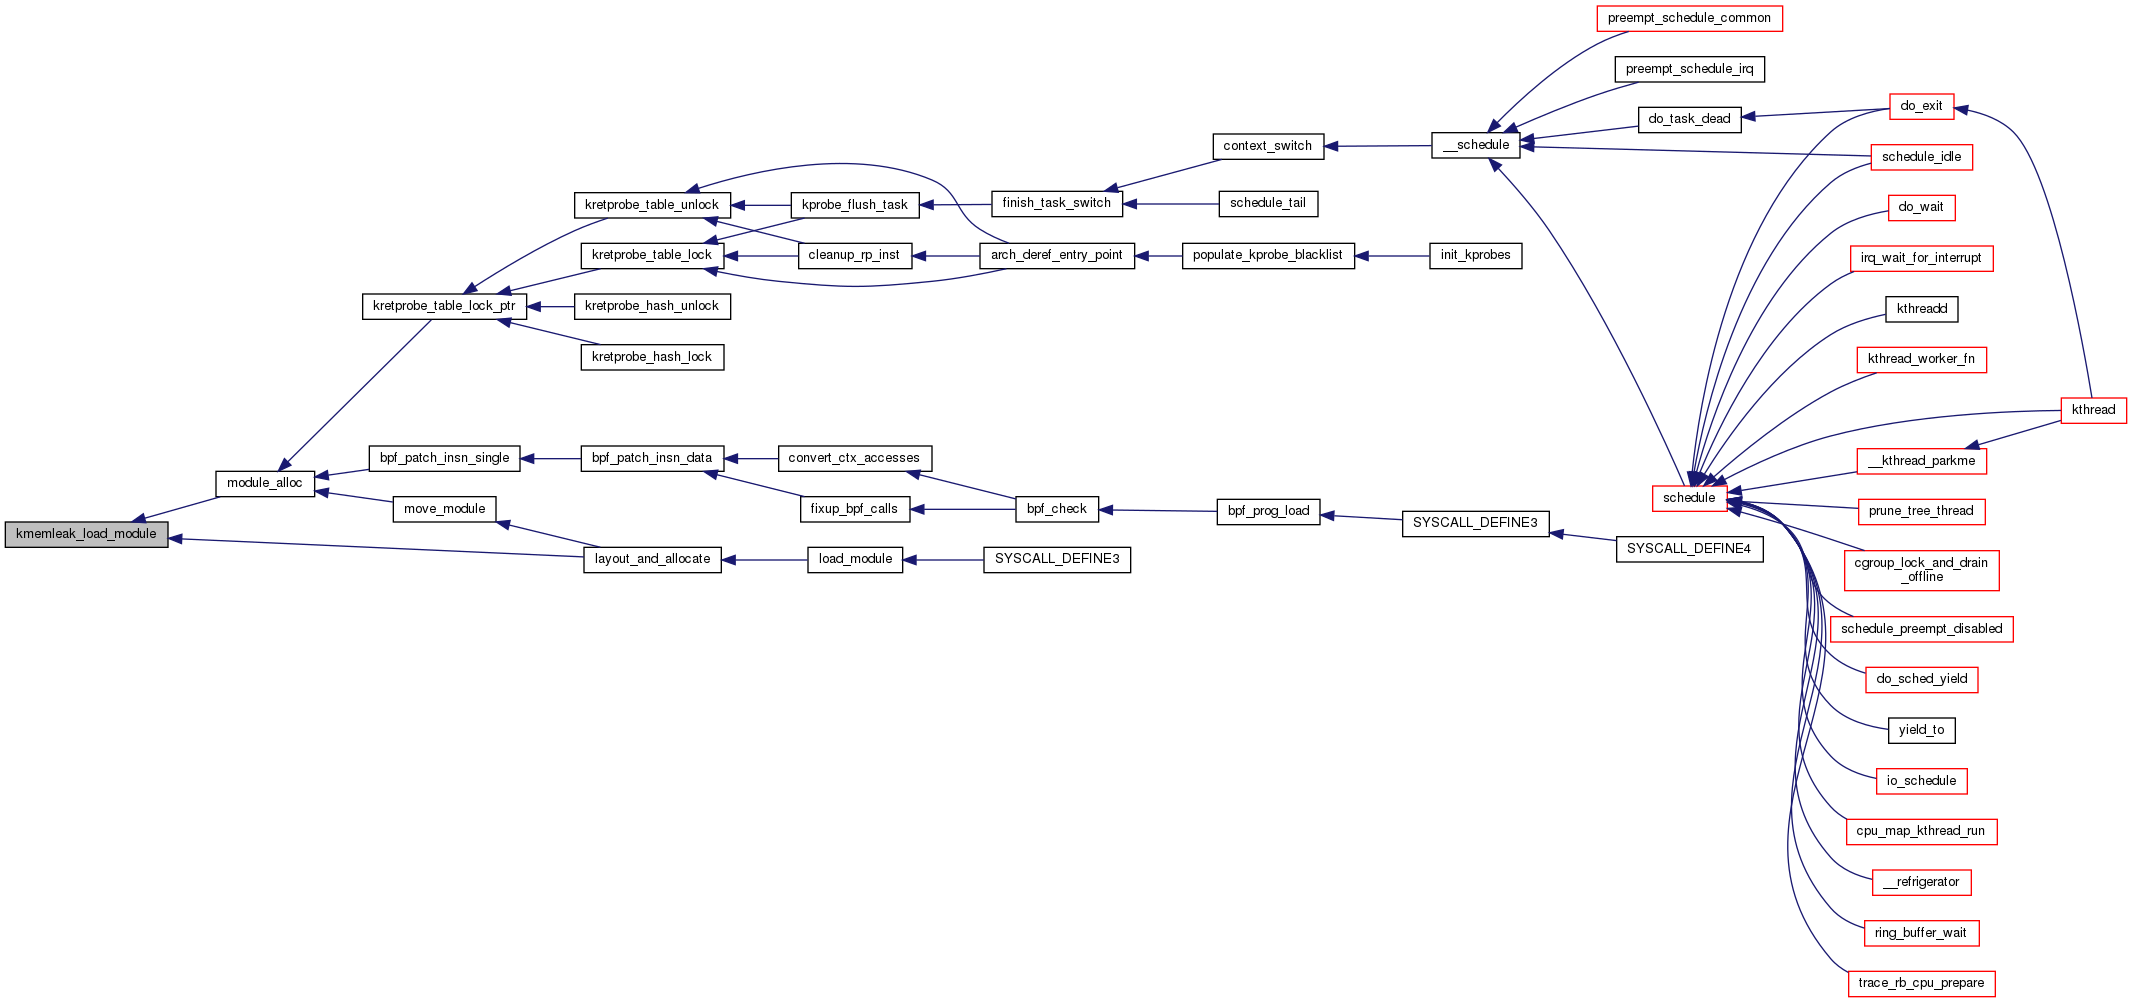 preempt_schedule_common
preempt_schedule_irq
do_exit
do_task_dead
context_switch
__schedule
schedule_idle
kretprobe_table_unlock
kprobe_flush_task
finish_task_switch
schedule_tail
do_wait
kretprobe_table_lock
cleanup_rp_inst
arch_deref_entry_point
populate_kprobe_blacklist
init_kprobes
irq_wait_for_interrupt
kretprobe_table_lock_ptr
kretprobe_hash_unlock
kthreadd
kretprobe_hash_lock
kthread_worker_fn
kthread
bpf_patch_insn_single
bpf_patch_insn_data
convert_ctx_accesses
__kthread_parkme
module_alloc
schedule
move_module
fixup_bpf_calls
bpf_check
bpf_prog_load
prune_tree_thread
kmemleak_load_module
SYSCALL_DEFINE3
SYSCALL_DEFINE4
layout_and_allocate
load_module
SYSCALL_DEFINE3
cgroup_lock_and_drain
_offline
schedule_preempt_disabled
do_sched_yield
yield_to
io_schedule
cpu_map_kthread_run
__refrigerator
ring_buffer_wait
trace_rb_cpu_prepare